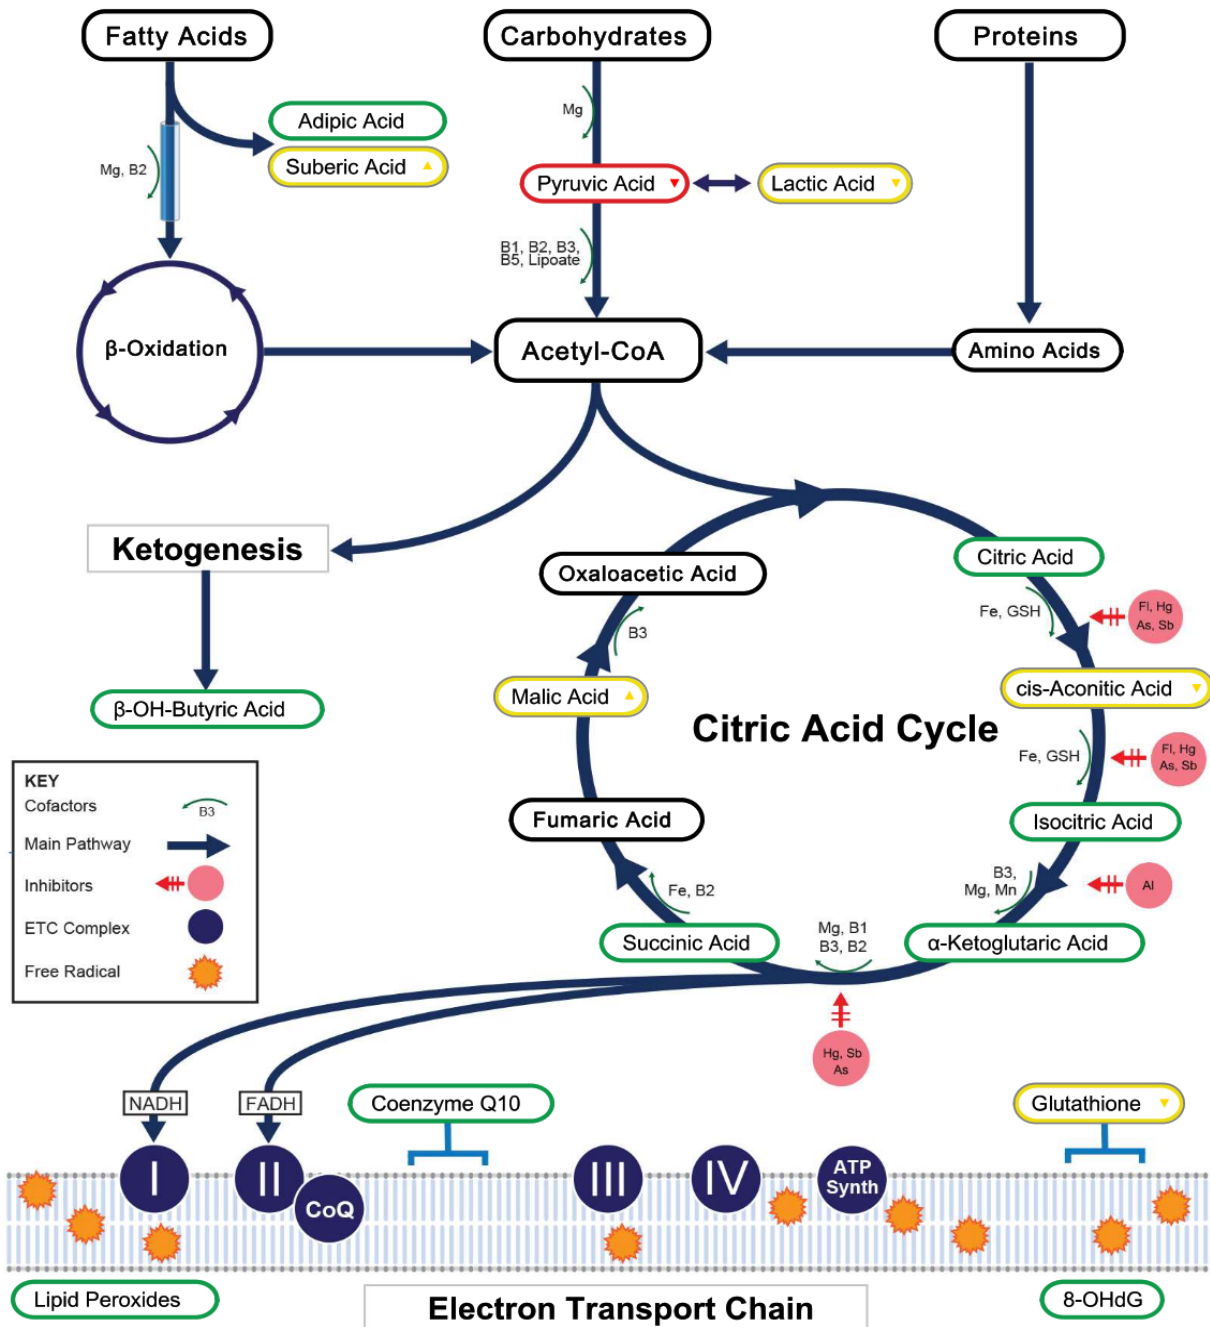 Fatty Acids
Carbohydrates
Proteins
Adipic Acid
Suberic Acid
Mg, B2
Mg
Pyruvic Acid
Lactic Acid
B1, B2, B3,
B5, Lipoate
β-Oxidation
Acetyl-CoA
Amino Acids
Ketogenesis
β-OH-Butyric Acid
Oxaloacetic Acid
Citric Acid
B3
Fe, GSH
Fl, Hg
As, Sb
Malic Acid
cis-Aconitic Acid
Citric Acid Cycle
Fe, GSH
Fl, Hg
As, Sb
Fumaric Acid
Isocitric Acid
Fe, B2
B3,
Mg, Mn
Al
Succinic Acid
Mg, B1
B3, B2
α-Ketoglutaric Acid
Hg, Sb
As
KEY
Cofactors
B3
Main Pathway
Inhibitors
ETC Complex
Free Radical
NADH
FADH
Coenzyme Q10
Glutathione
I
II
CoQ
III
IV
ATP
Synth
Lipid Peroxides
Electron Transport Chain
8-OHdG